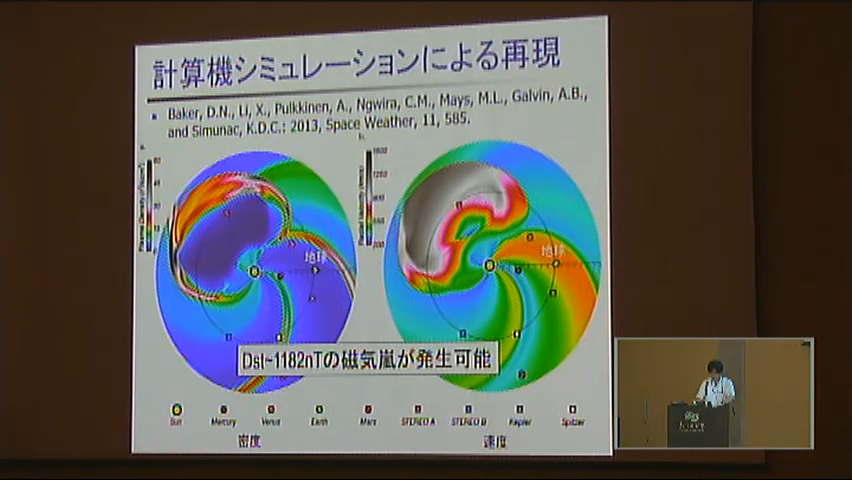 計算機シミュレーションによる再現
Baker, D.N., Li, X., Pulkkinen, A., Ngwira, C.M., Mays, M.L., Galvin, A.B.,
and Simunac, K.D.C.: 2013, Space Weather, 11, 585.
地球
地球
Dst~1182nTの磁気嵐が発生可能
Sun Mercury Venus Earth Mars STEREO A STEREO B Kepler Spitzer
密度
速度